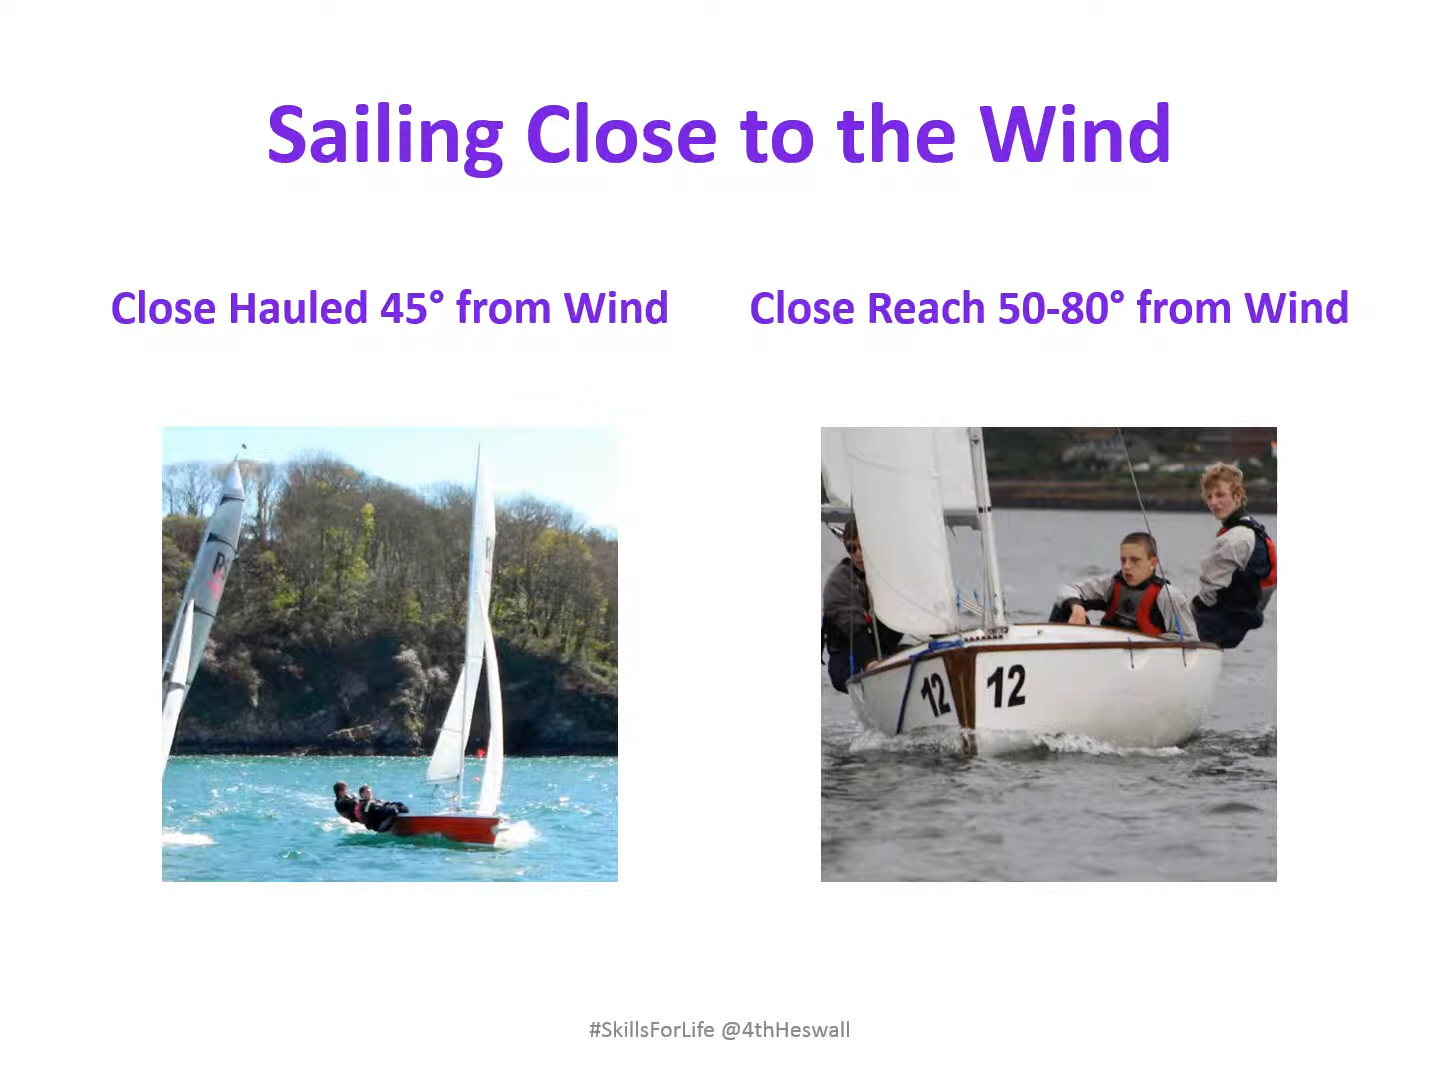 Sailing Close to the Wind
Close Hauled 45° from Wind
Close Reach 50-80° from Wind
12
12
#SkillsForLife @4thHeswall